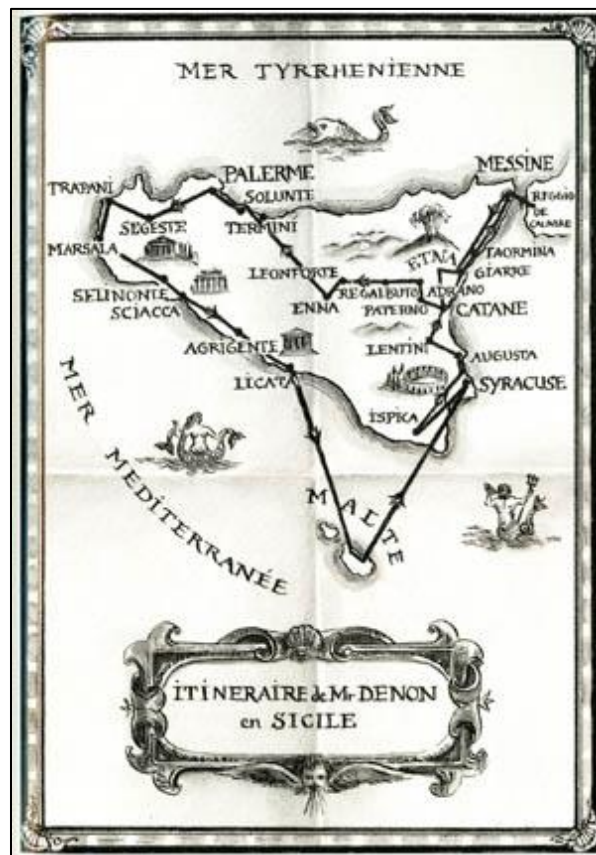 MER TYRRHENIENNE
MESSINE
PALERME
TRAPANI
SOLUNTE
REGGIO
DE
CALABRE
SEGESTE
TERMINI
MARSALA
ETNA
TAORMINA
LEONFORTE
GIARRE
SELINONTE
ENNA
REGALBUTO
ADRANO
SCIACCA
PATERNO
CATANE
AGRIGENTE
LENTINI
AUGUSTA
LICATA
SYRACUSE
ISPICA
MER MEDITERRANÉE
MALTE
ITINERAIRE de Mr DENON
en SICILE